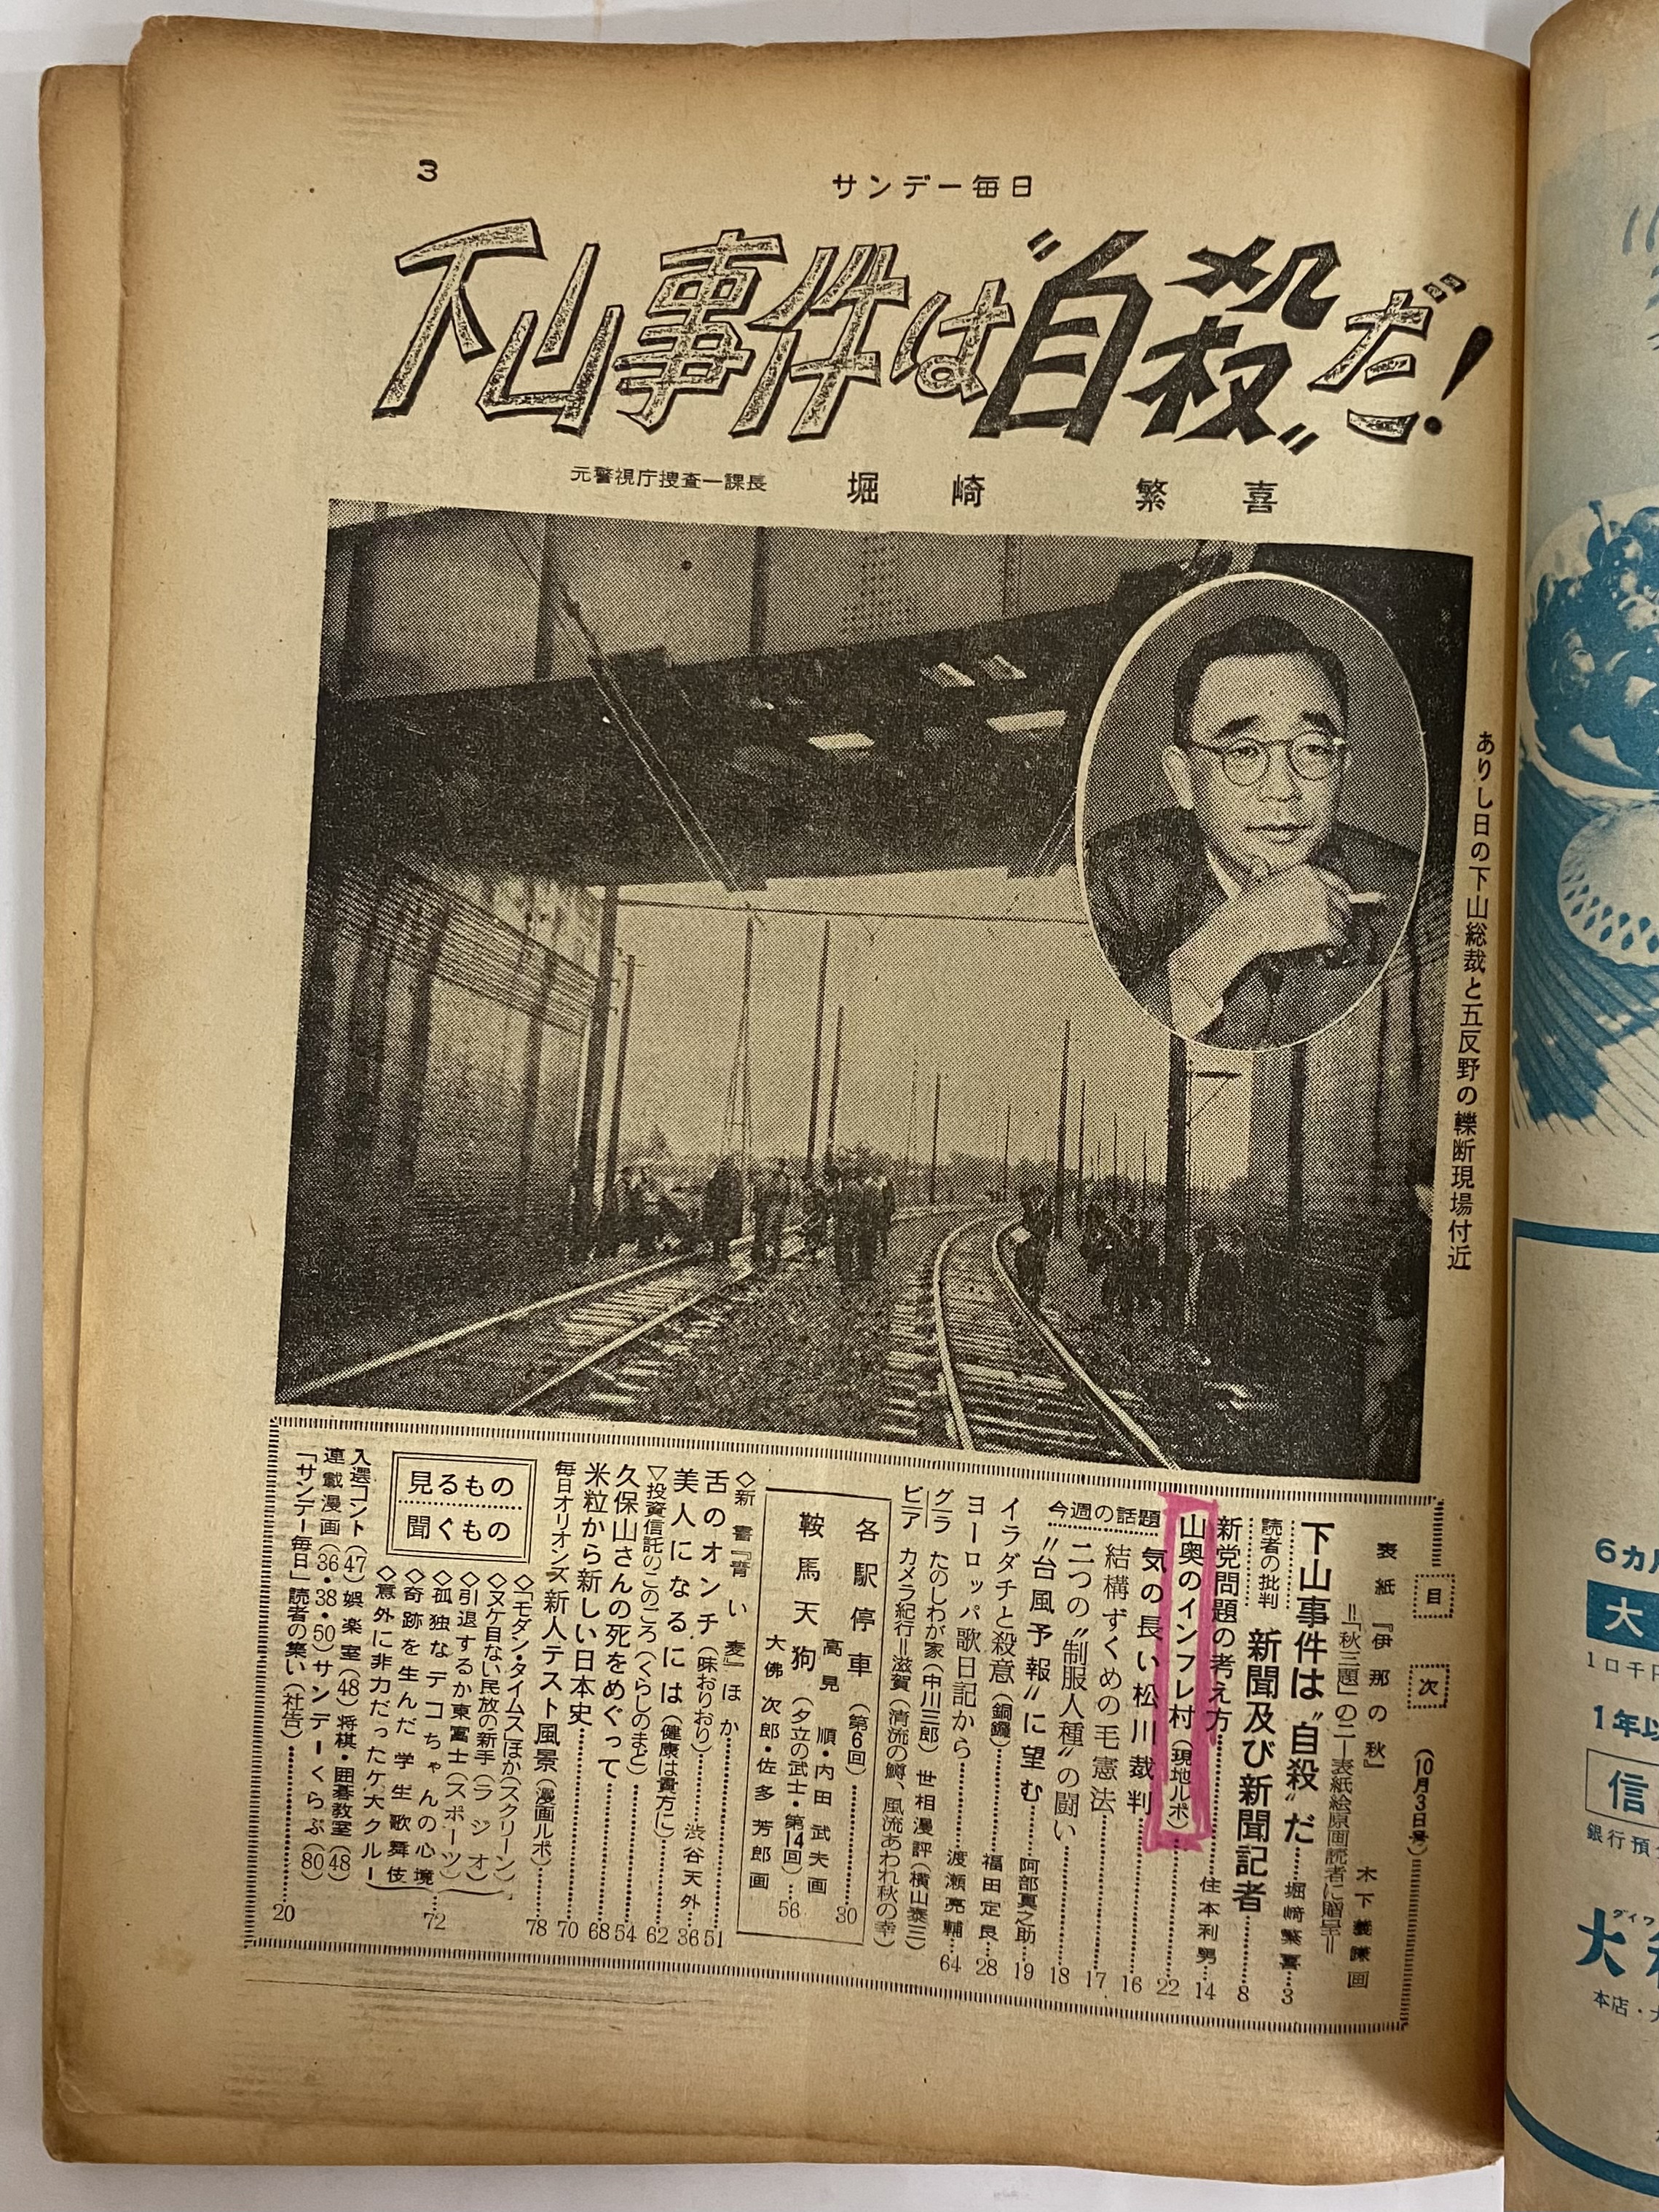 3
サンデー毎日
下山事件は〝自殺〟だ!
元警視庁捜査一課長 堀崎繁喜
ありし日の下山総裁と五反野の轢断現場付近
目次
(10月3日号)
表紙『伊那の秋』 木下義謙画
=「秋三題」の二―表紙絵原画読者に贈呈=
下山事件は〝自殺〟だ……堀崎繁喜…3
読者の批判 新聞及び新聞記者……8
新党問題の考え方……住本利男…14
山奥のインフレ村(現地ルポ)……22
今週の話題
気の長い松川裁判……16
結構ずくめの毛憲法……17
二つの〝制服人種〟の闘い……18
〝台風予報〟に望む……阿部真之助…19
イラダチと殺意(銅鑼)……福田定良…28
ヨーロッパ歌日記から……渡瀬亮輔…64
グラビア たのしわが家(中川三郎) 世相漫評(横山泰三)
カメラ紀行=滋賀(清流の鱒、風流あわれ秋の幸)
各駅停車(第6回)……30
高見順・内田武夫画
鞍馬天狗(夕立の武士・第14回)…56
大佛次郎・佐多芳郎画
◇新書『青い麦』ほか……51
舌のオンチ(味おりおり)……渋谷天外…36
美人になるには(健康は貴方に)……62
▽投資信託のこのごろ(くらしのまど)……54
久保山さんの死をめぐって……68
米粒から新しい日本史……70
毎日オリオンズ新人テスト風景(漫画ルポ)……78
見るもの聞くもの
◇「モダン・タイムス」ほか(スクリーン)
◇ヌケ目ない民放の新手(ラジオ)
◇引退するか東富士(スポーツ)
◇孤独なデコちゃんの心境
◇奇跡を生んだ学生歌舞伎
◇意外に非力だったケ大クルー
……72
入選コント(47)娯楽室(48)将棋・囲碁教室(48)
連載漫画(36・38・50)サンデーくらぶ(80)
「サンデー毎日」読者の集い(社告)……20
6カ月
大
1口千円
1年以
信
銀行預
ダイワ
大和
本店・大